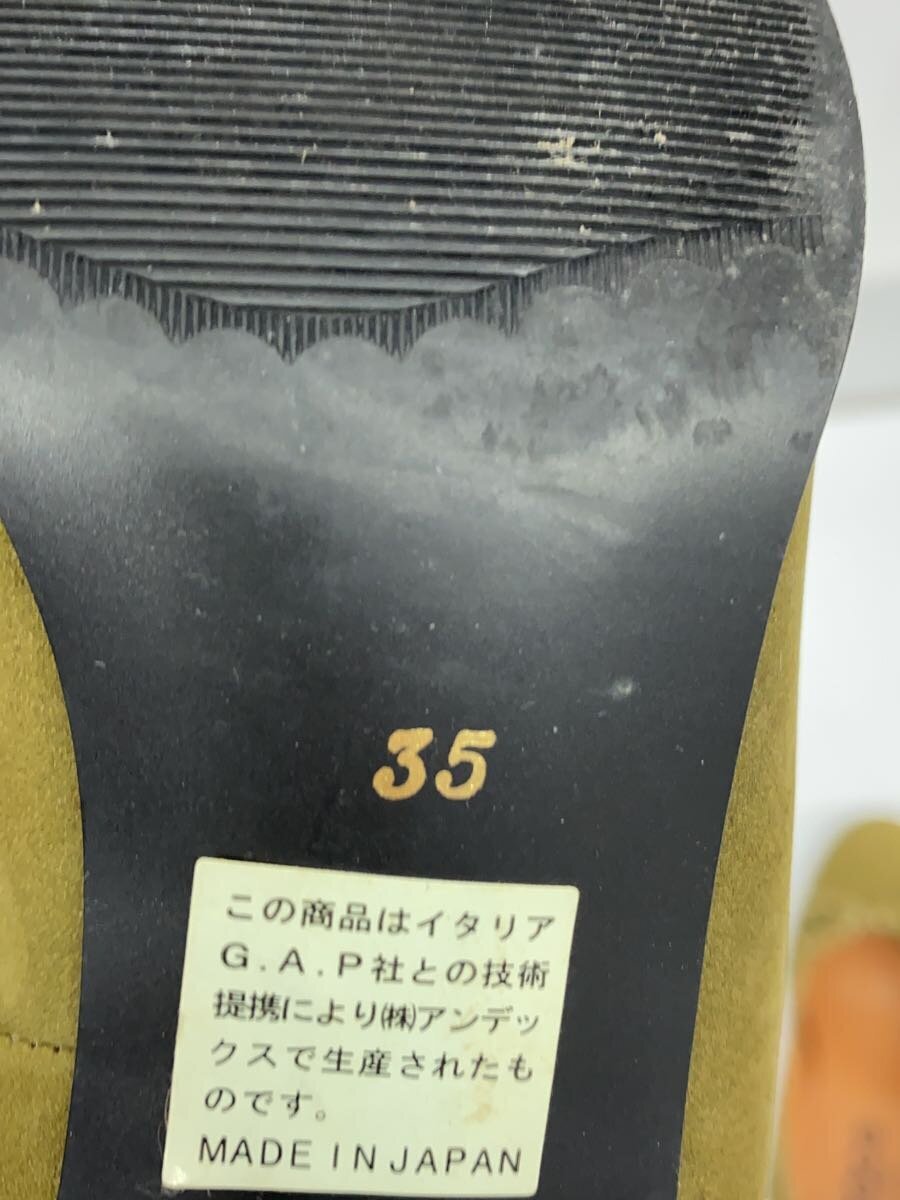 35
この商品はイタリア
G.A.P社との技術
提携により㈱アンデッ
クスで生産されたも
のです。
MADE IN JAPAN